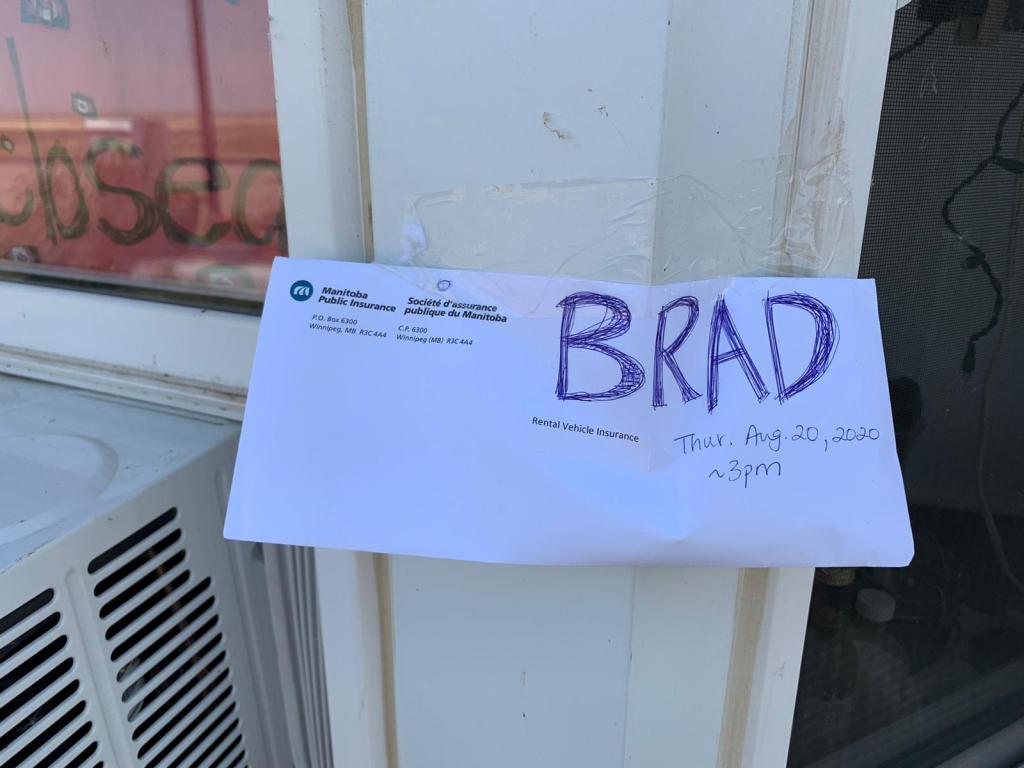 Manitoba
Public Insurance
P.O. Box 6300
Winnipeg, MB R3C 4A4
Société d'assurance
publique du Manitoba
C.P. 6300
Winnipeg (MB) R3C 4A4
BRAD
Rental Vehicle Insurance
Thur. Aug. 20, 2020
~3pm